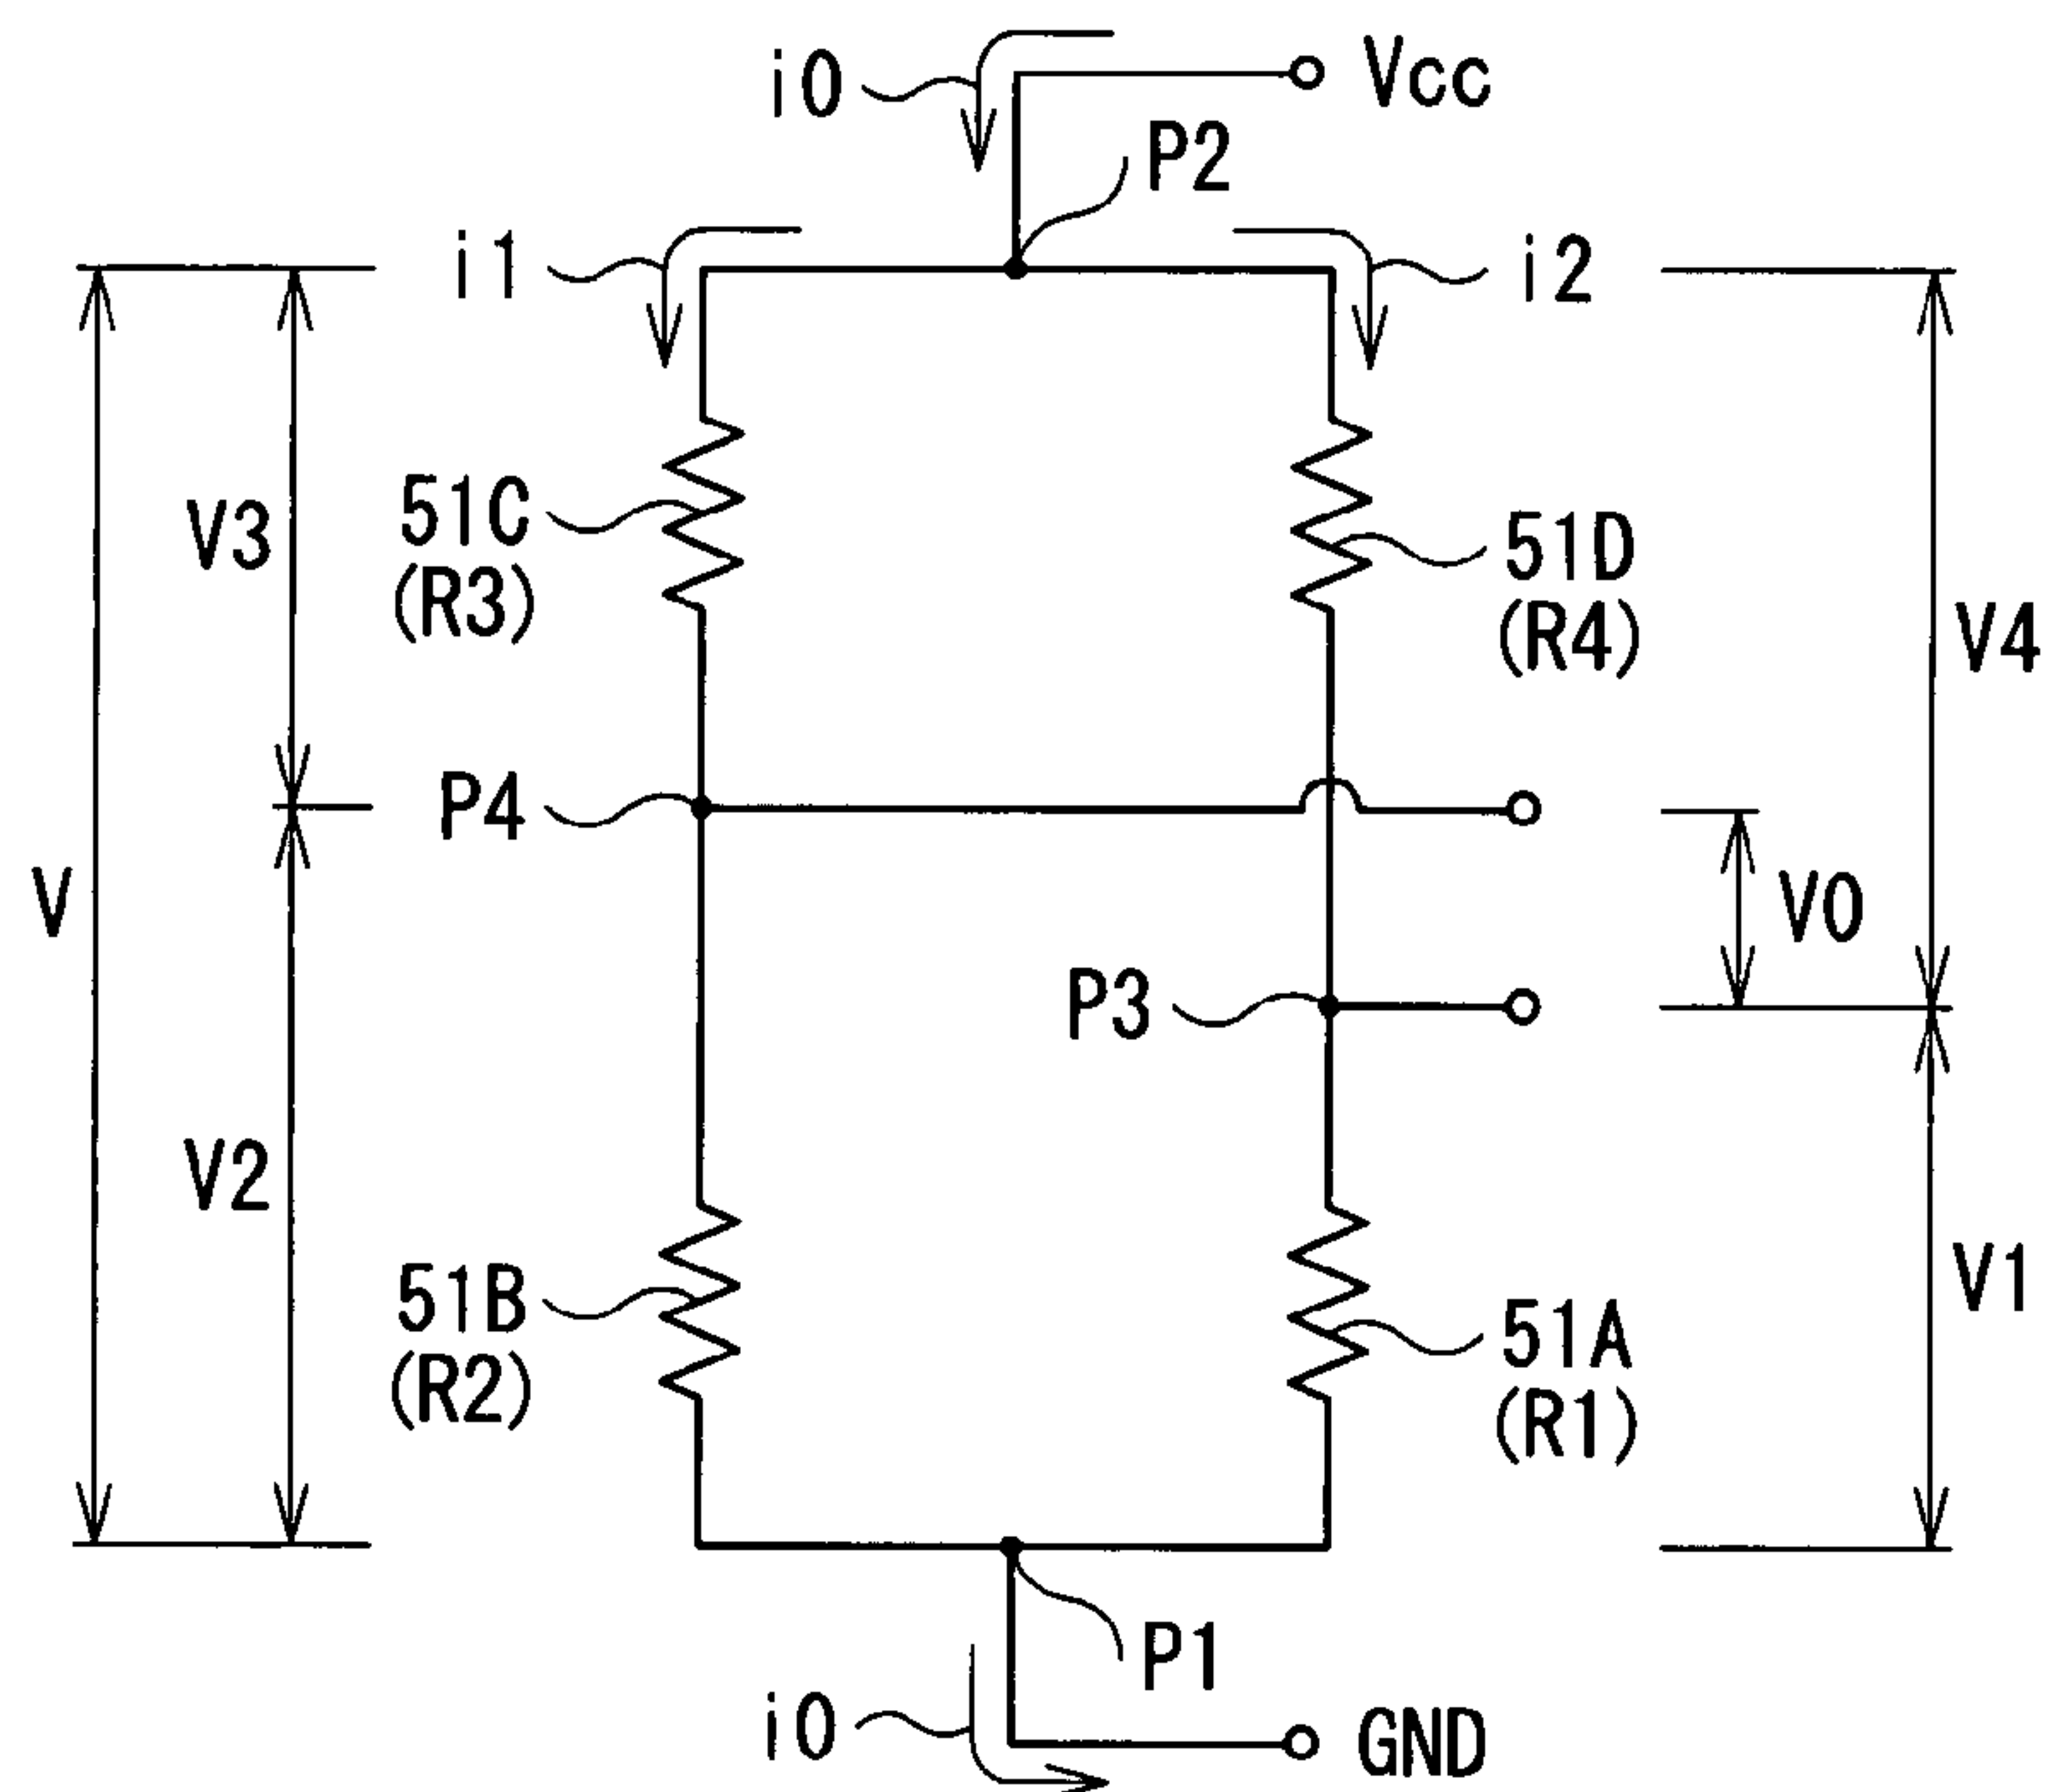 i0
Vcc
P2
i1
i2
51C
(R3)
V3
51D
(R4)
V4
P4
V
V0
P3
V2
V1
51B
(R2)
51A
(R1)
P1
i0
GND